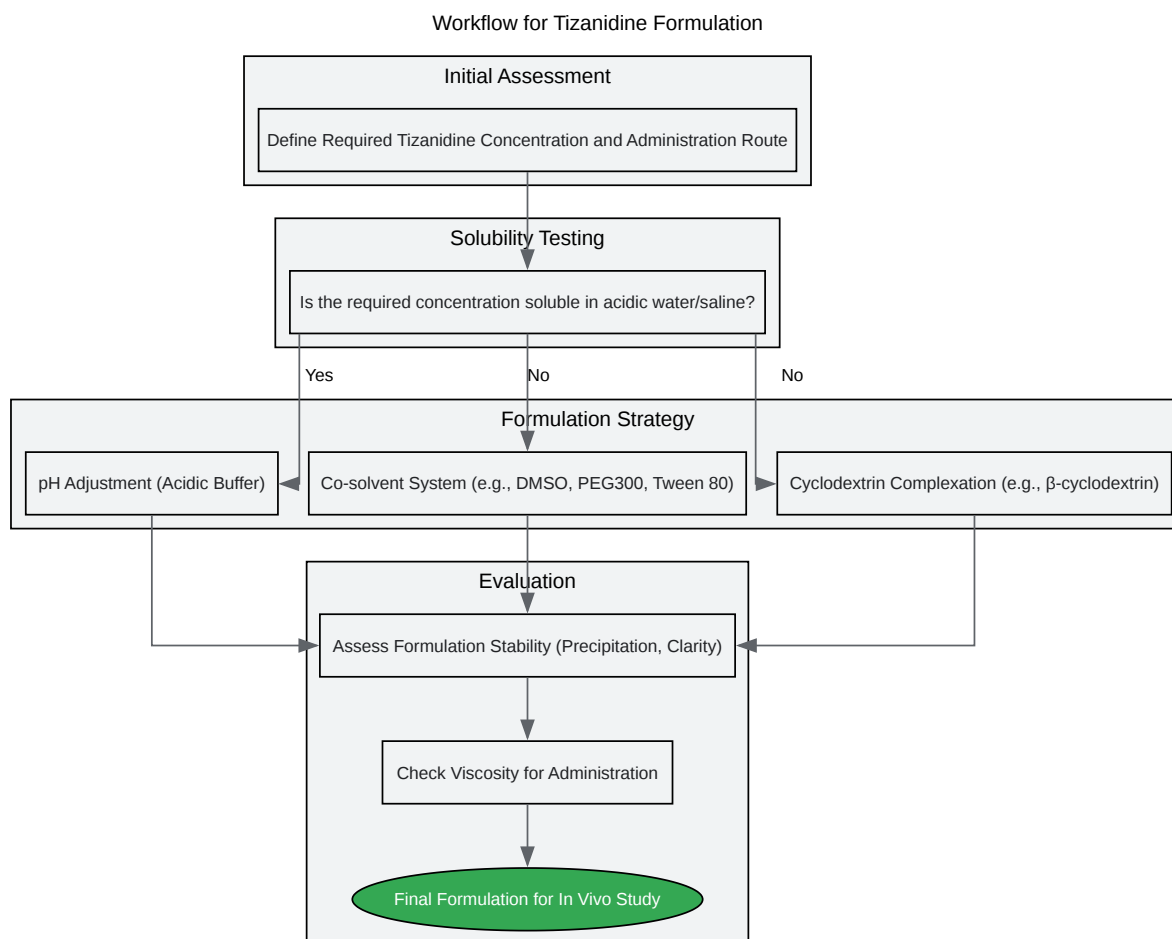 Workflow for Tizanidine Formulation
Initial Assessment
Define Required Tizanidine Concentration and Administration Route
Solubility Testing
Is the required concentration soluble in acidic water/saline?
Yes
No
No
Formulation Strategy
pH Adjustment (Acidic Buffer)
Co-solvent System (e.g., DMSO, PEG300, Tween 80)
Cyclodextrin Complexation (e.g., β-cyclodextrin)
Evaluation
Assess Formulation Stability (Precipitation, Clarity)
Check Viscosity for Administration
Final Formulation for In Vivo Study